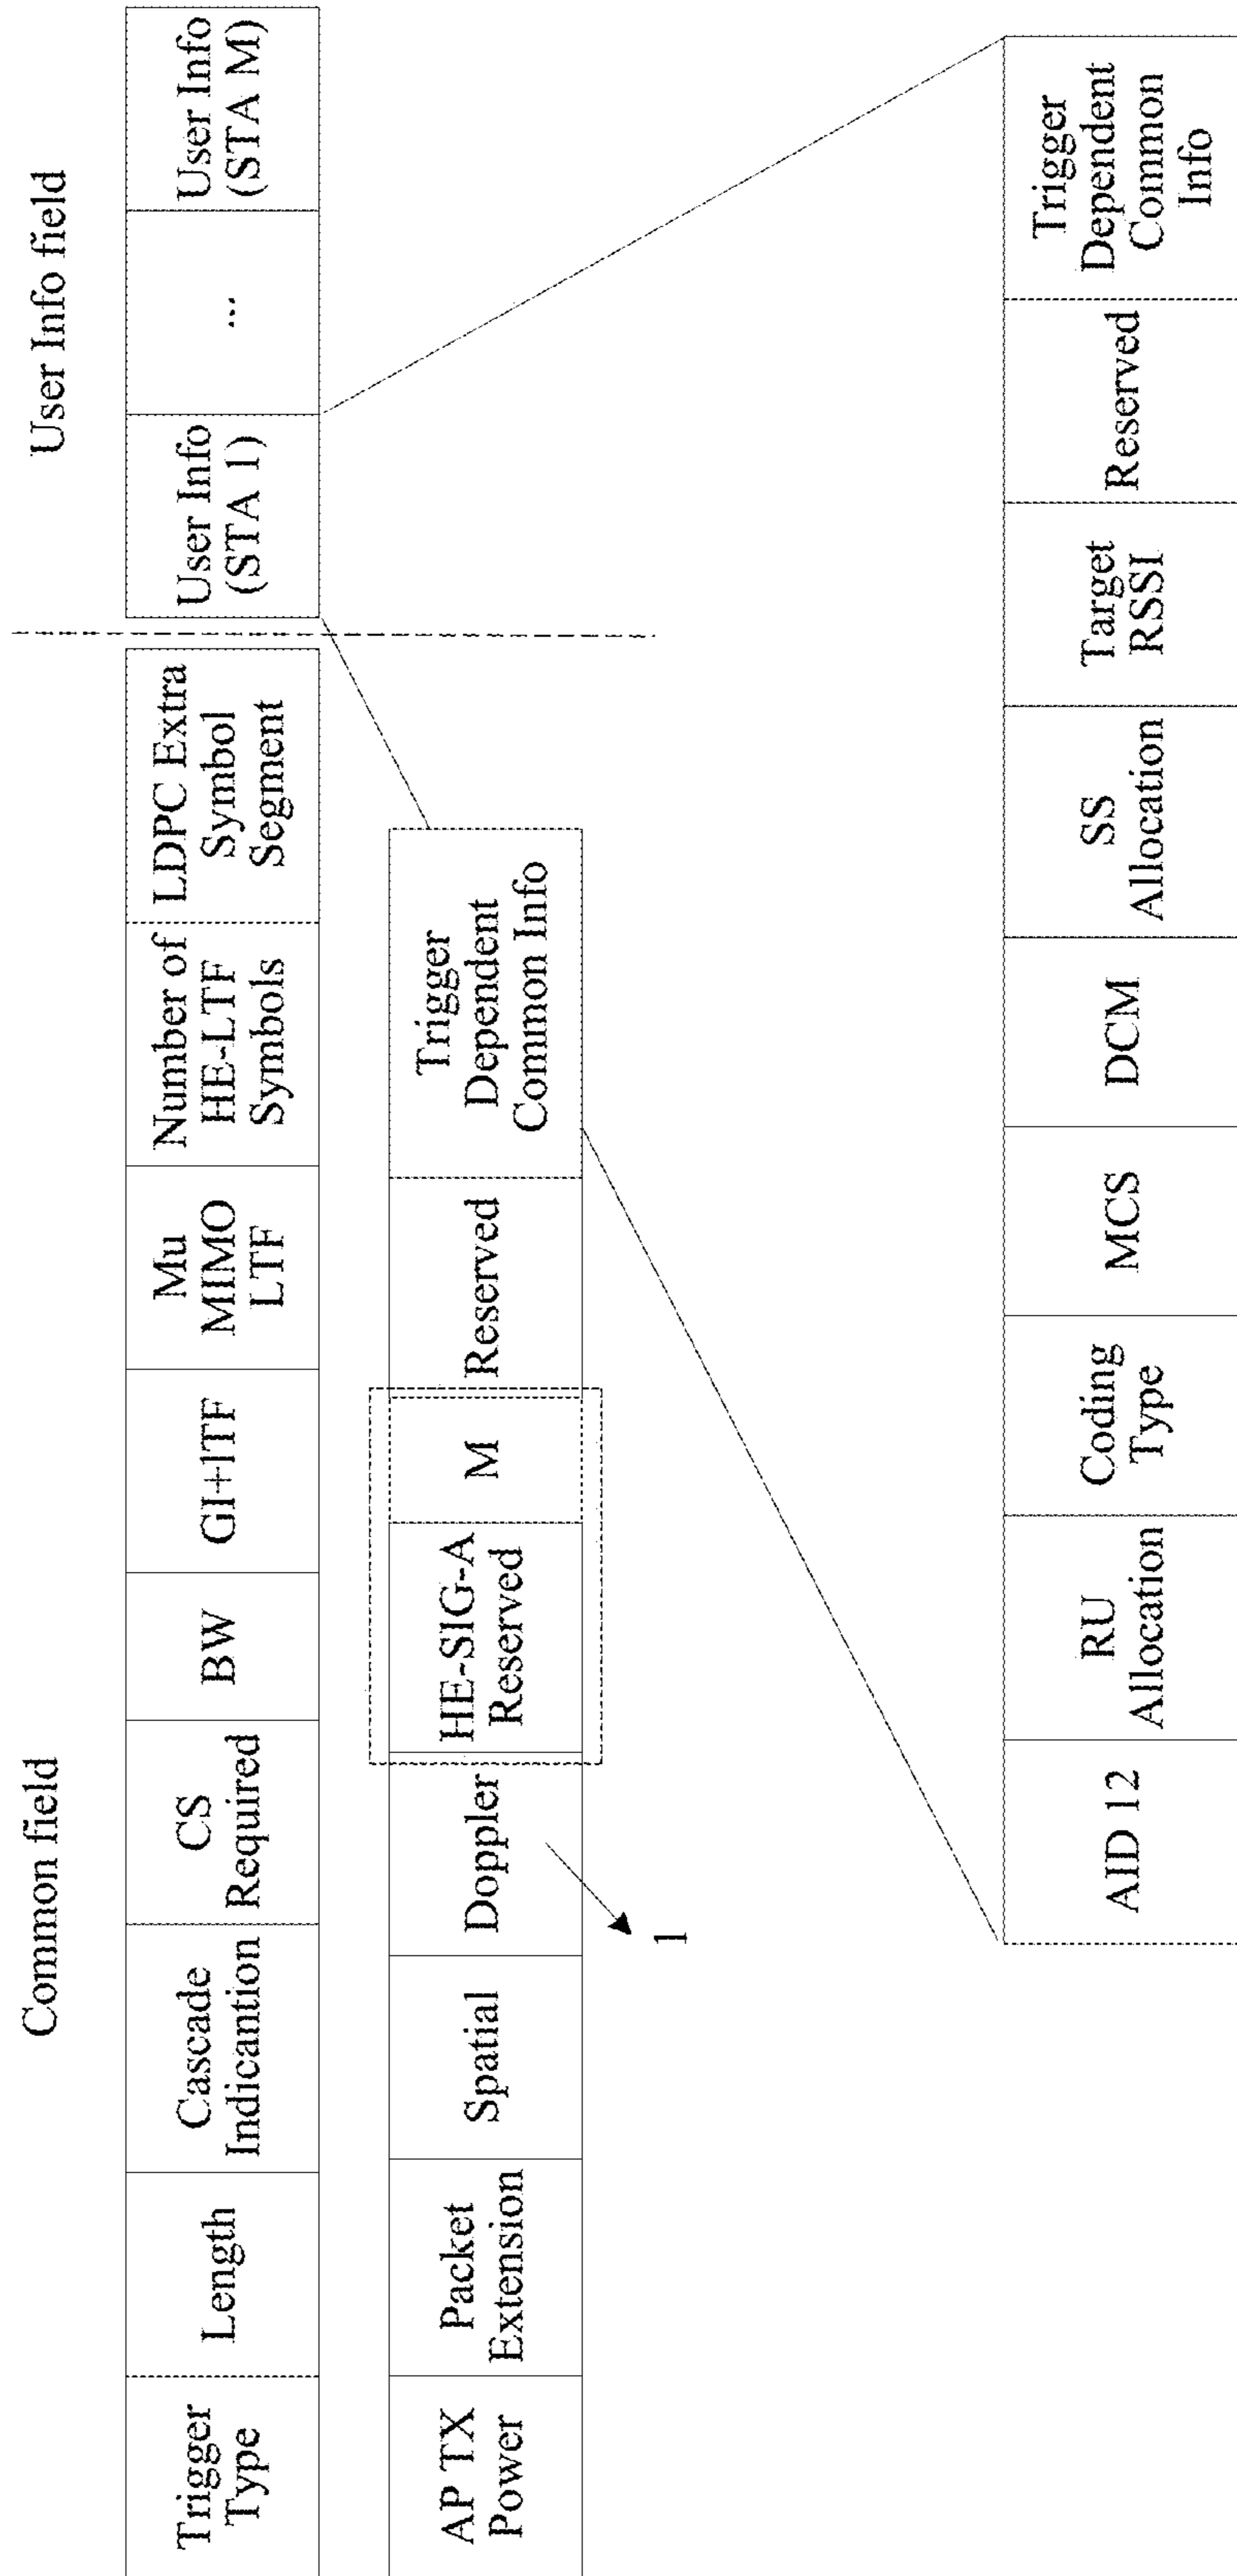 Common field
User Info field
Trigger
Type
Length
Cascade
Indicantion
CS
Required
BW
GI+lTF
Mu
MIMO
LTF
Number of
HE-LTF
Symbols
LDPC Extra
Symbol
Segment
User Info
(STA 1)
...
User Info
(STA M)
AP TX
Power
Packet
Extension
Spatial
Doppler
HE-SIG-A
Reserved
M
Reserved
Trigger
Dependent
Common Info
1
AID 12
RU
Allocation
Coding
Type
MCS
DCM
SS
Allocation
Target
RSSI
Reserved
Trigger
Dependent
Common
Info